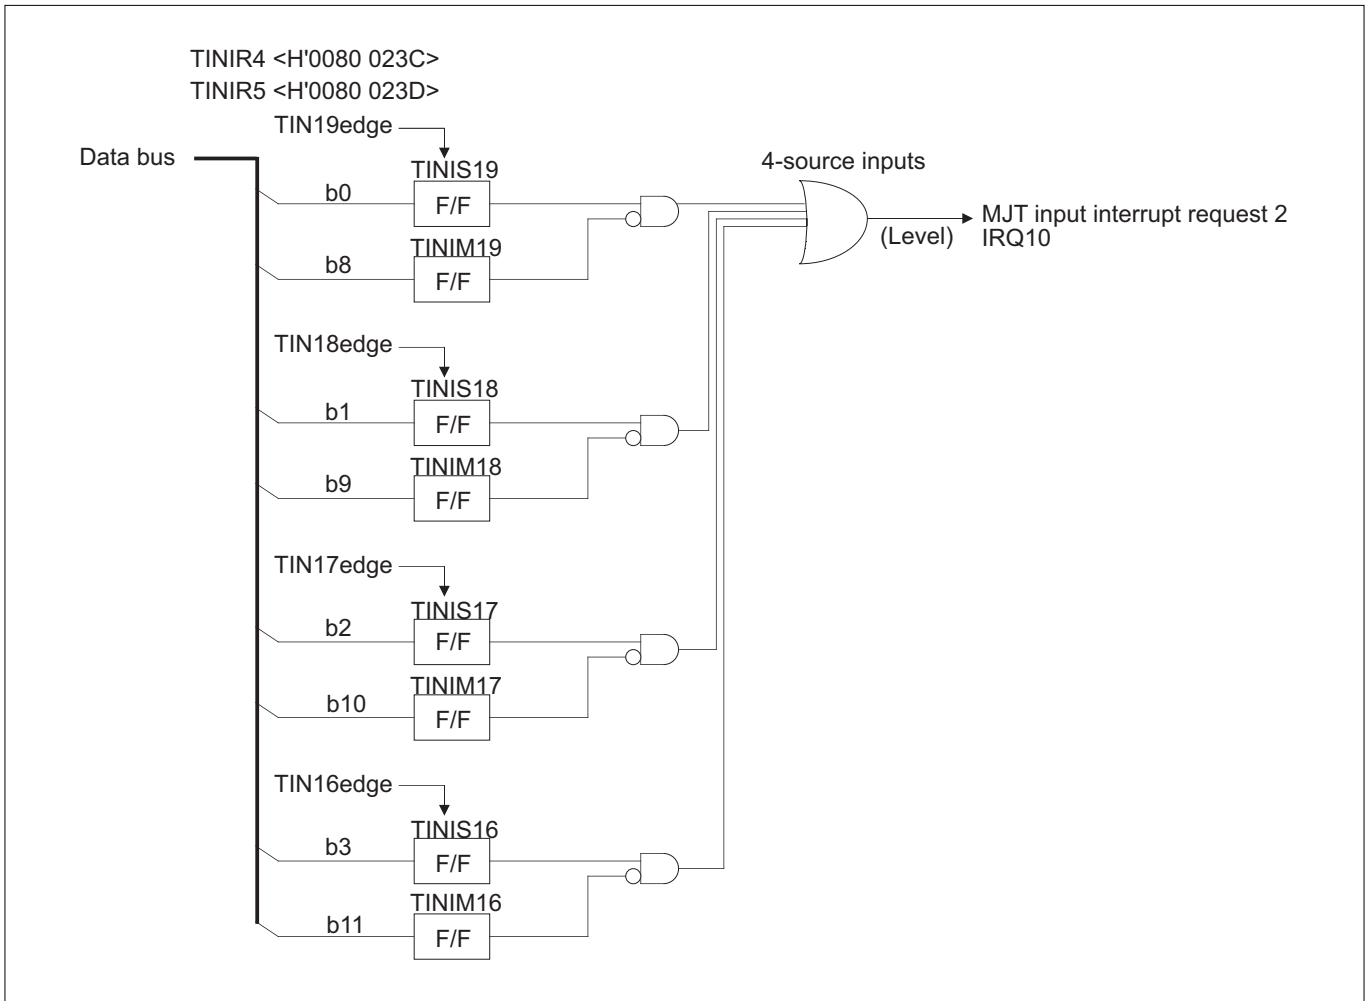 TINIR4 <H'0080 023C>
TINIR5 <H'0080 023D>
TIN19edge
Data bus
TINIS19
4-source inputs
b0
F/F
MJT input interrupt request 2
(Level)
IRQ10
TINIM19
b8
F/F
TIN18edge
TINIS18
b1
F/F
TINIM18
b9
F/F
TIN17edge
TINIS17
b2
F/F
TINIM17
b10
F/F
TIN16edge
TINIS16
b3
F/F
TINIM16
b11
F/F